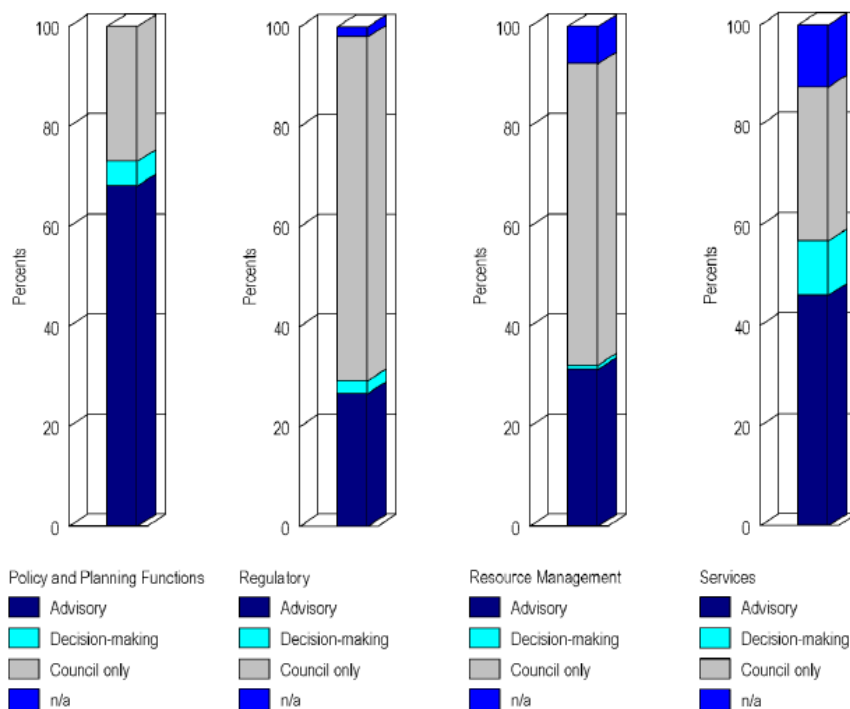 100
80
60
40
20
0
Percents
Policy and Planning Functions
Advisory
Decision-making
Council only
n/a
100
80
60
40
20
0
Percents
Regulatory
Advisory
Decision-making
Council only
n/a
100
80
60
40
20
0
Percents
Resource Management
Advisory
Decision-making
Council only
n/a
100
80
60
40
20
0
Percents
Services
Advisory
Decision-making
Council only
n/a